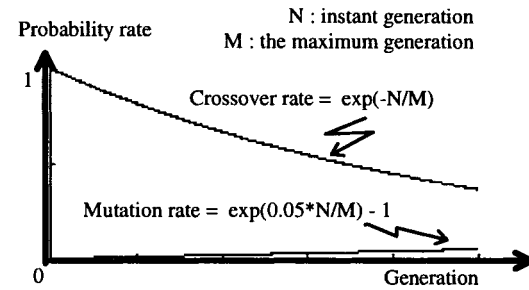 N : instant generation
Probability rate
M : the maximum generation
1
Crossover rate = exp(-N/M)
Mutation rate = exp(0.05*N/M) - 1
0
Generation